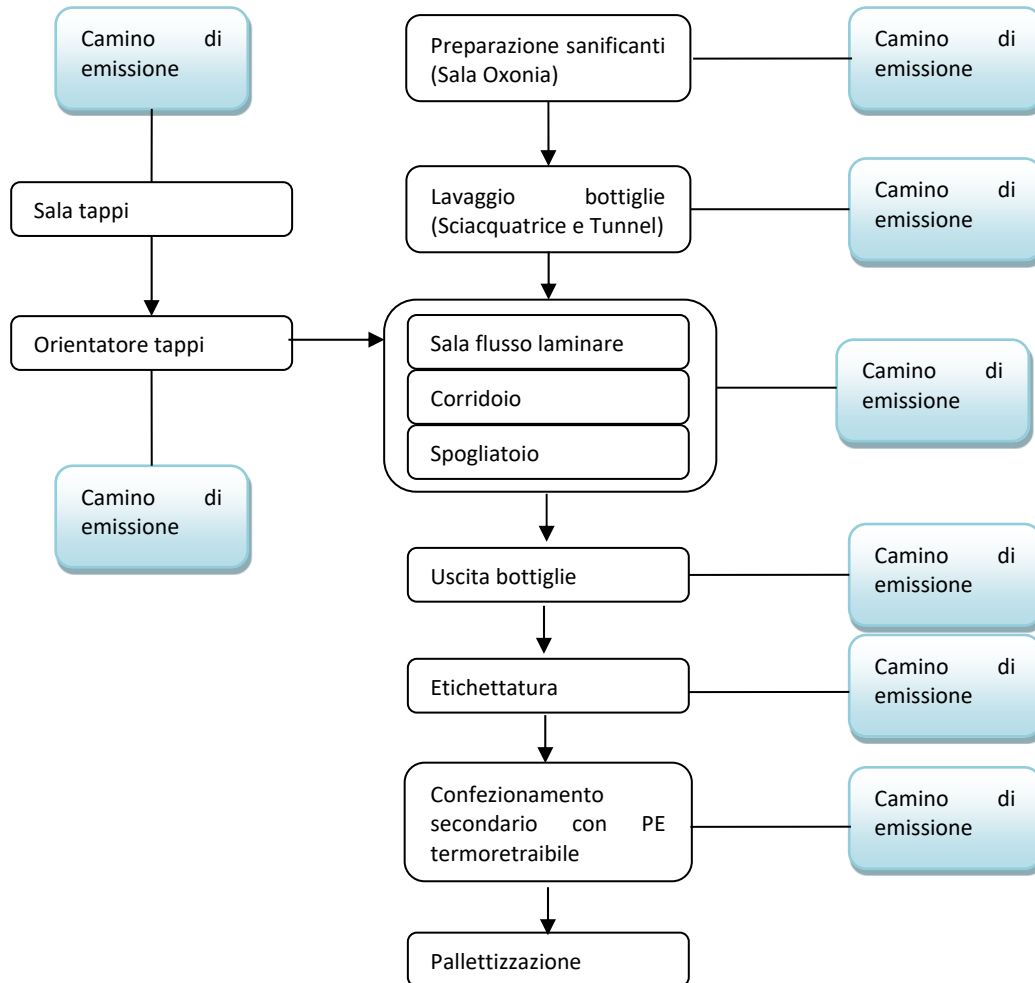 Camino di
emissione
Preparazione sanificanti
(Sala Oxonia)
Camino di
emissione
Sala tappi
Lavaggio bottiglie
(Sciacquatrice e Tunnel)
Camino di
emissione
Orientatore tappi
Sala flusso laminare
Corridoio
Spogliatoio
Camino di
emissione
Camino di
emissione
Uscita bottiglie
Camino di
emissione
Etichettatura
Camino di
emissione
Confezionamento
secondario con PE
termoretraibile
Camino di
emissione
Pallettizzazione